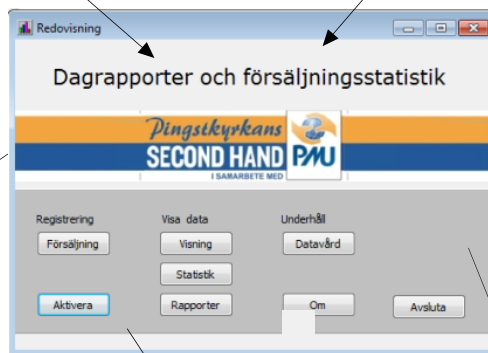 Redovisning
Dagrapporter och försäljningsstatistik
Pingstkyrkans
SECOND HAND PMU
I SAMARBETE MED
Registrering Visa data Underhåll
Försäljning Visning Datavård
Statistik
Aktivera Rapporter Om Avsluta